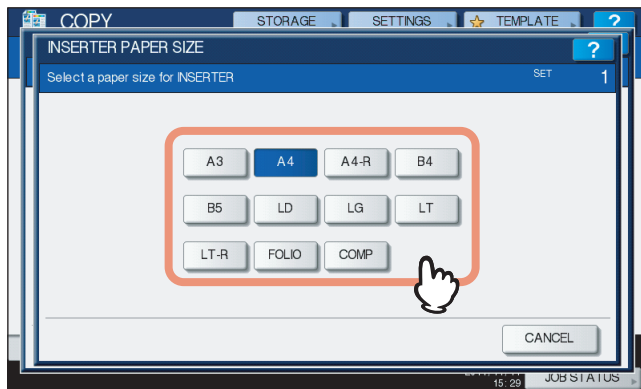 COPY STORAGE SETTINGS TEMPLATE ?
INSERTER PAPER SIZE ?
Select a paper size for INSERTER SET 1
A3 A4 A4-R B4
B5 LD LG LT
LT-R FOLIO COMP
CANCEL
15:29 JOB STATUS